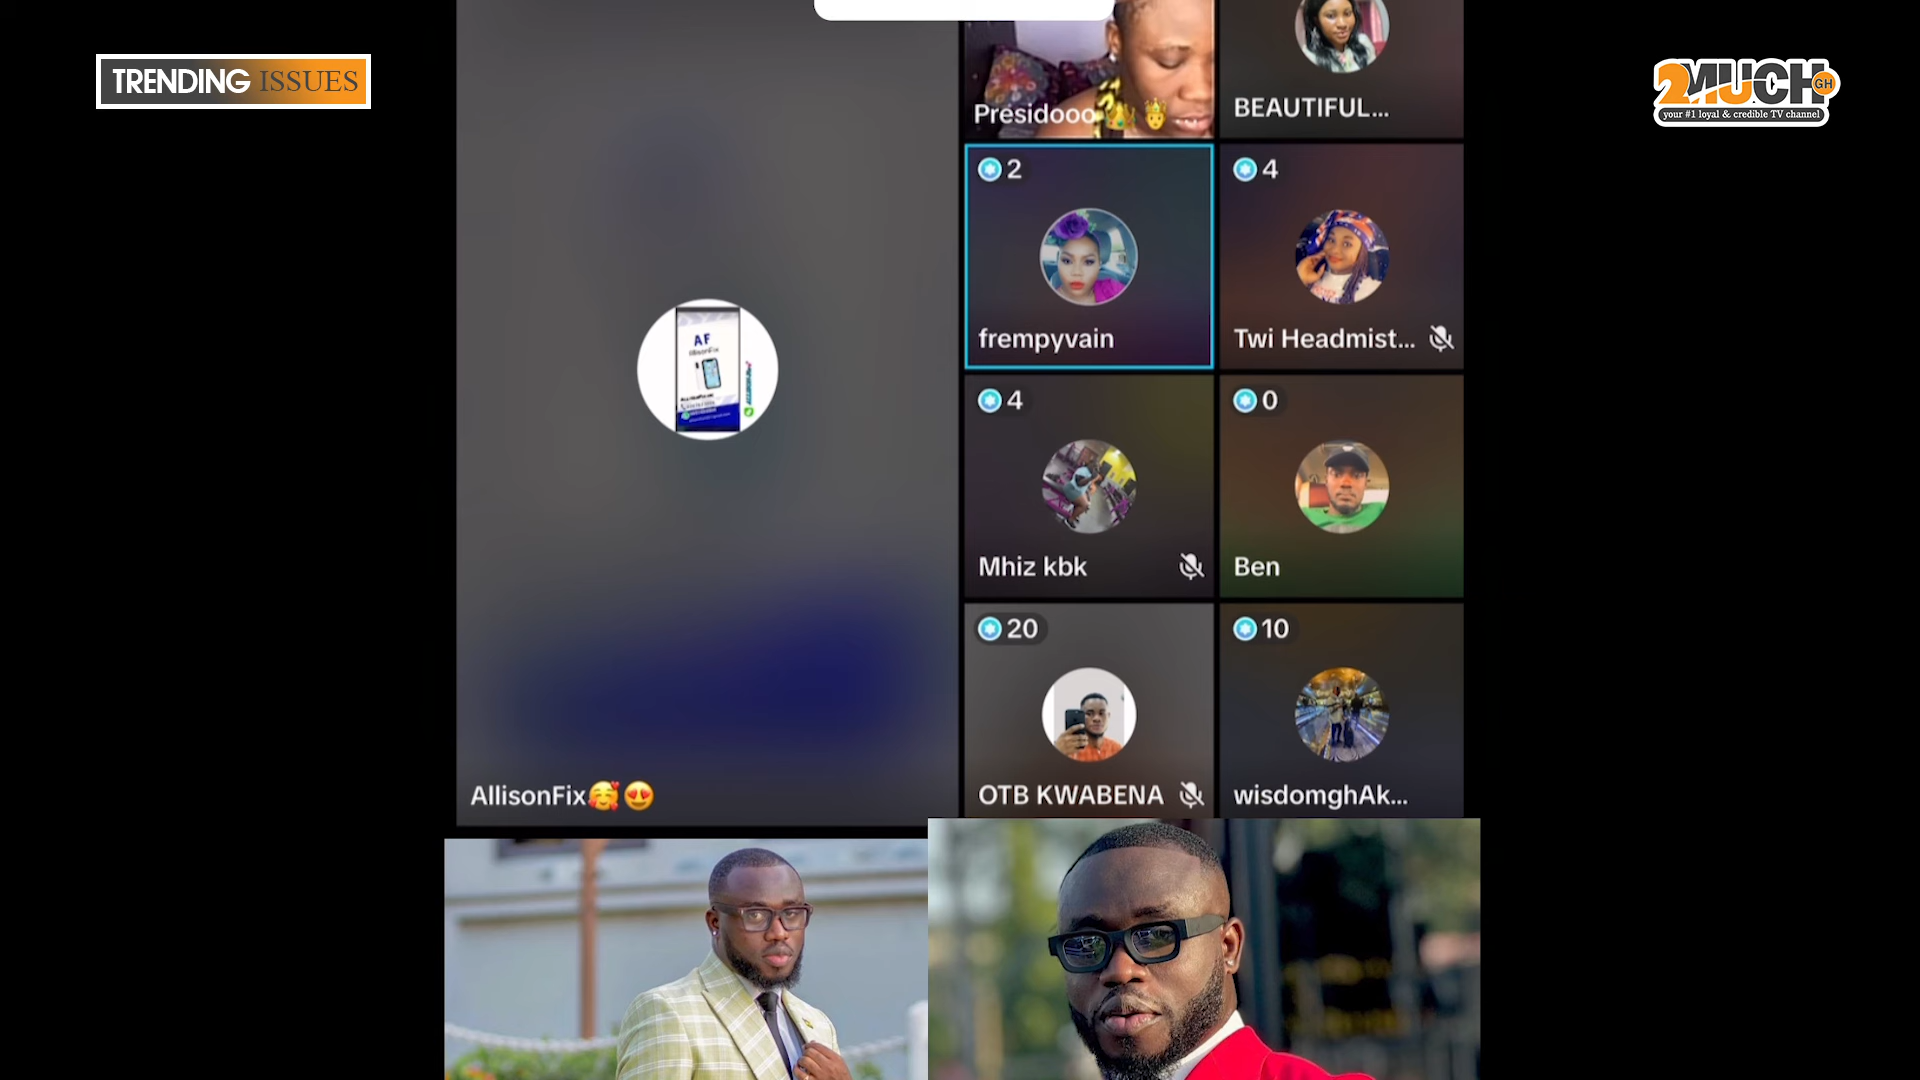 TRENDING ISSUES
2MUCH GH
your #1 loyal & credible TV channel
Presidooo👑🤴
BEAUTIFUL...
2
frempyvain
4
Twi Headmist...
4
Mhiz kbk
0
Ben
20
OTB KWABENA
10
wisdomghAk...
AF
AllisonFix🥰😍